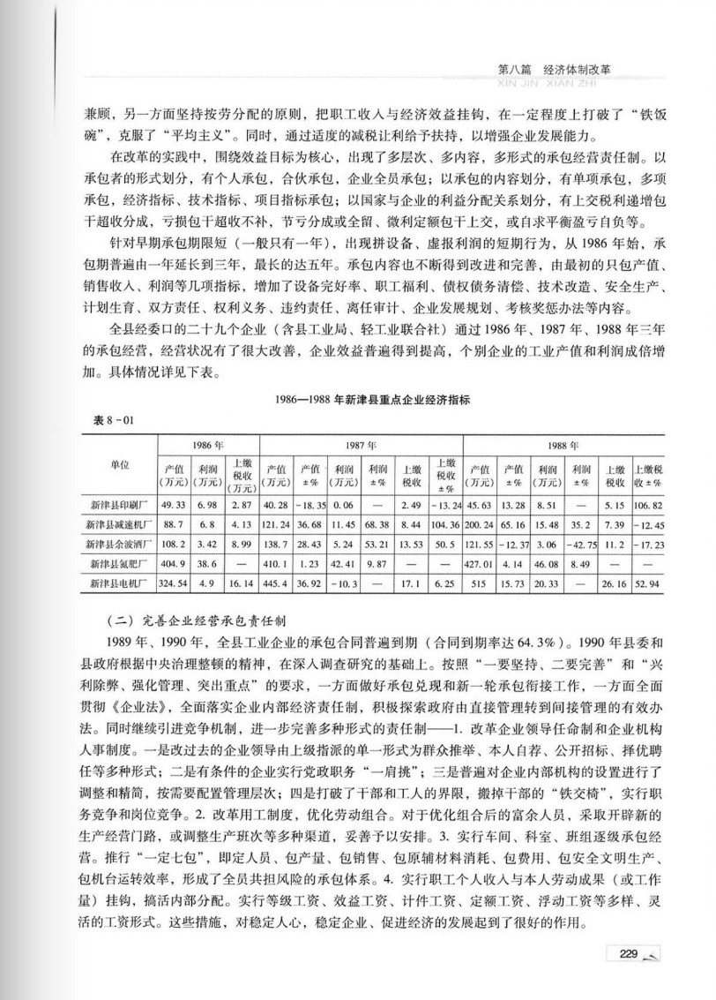 第八篇　经济体制改革
XIN JIN XIAN ZHI
兼顾，另一方面坚持按劳分配的原则，把职工收入与经济效益挂钩，在一定程度上打破了“铁饭
碗”，克服了“平均主义”。同时，通过适度的减税让利给予扶持，以增强企业发展能力。
在改革的实践中，围绕效益目标为核心，出现了多层次、多内容，多形式的承包经营责任制。以
承包者的形式划分，有个人承包，合伙承包，企业全员承包；以承包的内容划分，有单项承包，多项
承包，经济指标、技术指标、项目指标承包；以国家与企业的利益分配关系划分，有上交税利递增包
干超收分成，亏损包干超收不补，节亏分成或全留、微利定额包干上交，或自求平衡盈亏自负等。
针对早期承包期限短（一般只有一年），出现拼设备、虚报利润的短期行为，从 1986 年始，承
包期普遍由一年延长到三年，最长的达五年。承包内容也不断得到改进和完善，由最初的只包产值、
销售收入、利润等几项指标，增加了设备完好率、职工福利、债权债务清偿、技术改造、安全生产、
计划生育、双方责任、权利义务、违约责任、离任审计、企业发展规划、考核奖惩办法等内容。
全县经委口的二十九个企业（含县工业局、轻工业联合社）通过 1986 年、1987 年、1988 年三年
的承包经营，经营状况有了很大改善，企业效益普遍得到提高，个别企业的工业产值和利润成倍增
加。具体情况详见下表。
1986—1988 年新津县重点企业经济指标
表 8－01
单位 1986 年 1987 年 1988 年
产值（万元） 利润（万元） 上缴税收（万元） 产值（万元） 产值±% 利润（万元） 利润±% 上缴税收 上缴税收±% 产值（万元） 产值±% 利润（万元） 利润±% 上缴税收 上缴税收±%
新津县印刷厂 49.33 6.98 2.87 40.28 －18.35 0.06 — 2.49 －13.24 45.63 13.28 8.51 — 5.15 106.82
新津县减速机厂 88.7 6.8 4.13 121.24 36.68 11.45 68.38 8.44 104.36 200.24 65.16 15.48 35.2 7.39 －12.45
新津县余波酒厂 108.2 3.42 8.99 138.7 28.43 5.24 53.21 13.53 50.5 121.55 －12.37 3.06 －42.75 11.2 －17.23
新津县氮肥厂 404.9 38.6 — 410.1 1.23 42.41 9.87 — — 427.01 4.14 46.08 8.49 — —
新津县电机厂 324.54 4.9 16.14 445.4 36.92 －10.3 — 17.1 6.25 515 15.73 20.33 — 26.16 52.94
（二）完善企业经营承包责任制
1989 年、1990 年，全县工业企业的承包合同普遍到期（合同到期率达 64.3%）。1990 年县委和
县政府根据中央治理整顿的精神，在深入调查研究的基础上。按照“一要坚持、二要完善”和“兴
利除弊、强化管理、突出重点”的要求，一方面做好承包兑现和新一轮承包衔接工作，一方面全面
贯彻《企业法》，全面落实企业内部经济责任制，积极探索政府由直接管理转到间接管理的有效办
法。同时继续引进竞争机制，进一步完善多种形式的责任制——1. 改革企业领导任命制和企业机构
人事制度。一是改过去的企业领导由上级指派的单一形式为群众推举、本人自荐、公开招标、择优聘
任等多种形式；二是有条件的企业实行党政职务“一肩挑”；三是普遍对企业内部机构的设置进行了
调整和精简，按需要配置管理层次；四是打破了干部和工人的界限，搬掉干部的“铁交椅”，实行职
务竞争和岗位竞争。2. 改革用工制度，优化劳动组合。对于优化组合后的富余人员，采取开辟新的
生产经营门路，或调整生产班次等多种渠道，妥善予以安排。3. 实行车间、科室、班组逐级承包经
营。推行“一定七包”，即定人员、包产量、包销售、包原辅材料消耗、包费用、包安全文明生产、
包机台运转效率，形成了全员共担风险的承包体系。4. 实行职工个人收入与本人劳动成果（或工作
量）挂钩，搞活内部分配。实行等级工资、效益工资、计件工资、定额工资、浮动工资等多样、灵
活的工资形式。这些措施，对稳定人心，稳定企业、促进经济的发展起到了很好的作用。
229